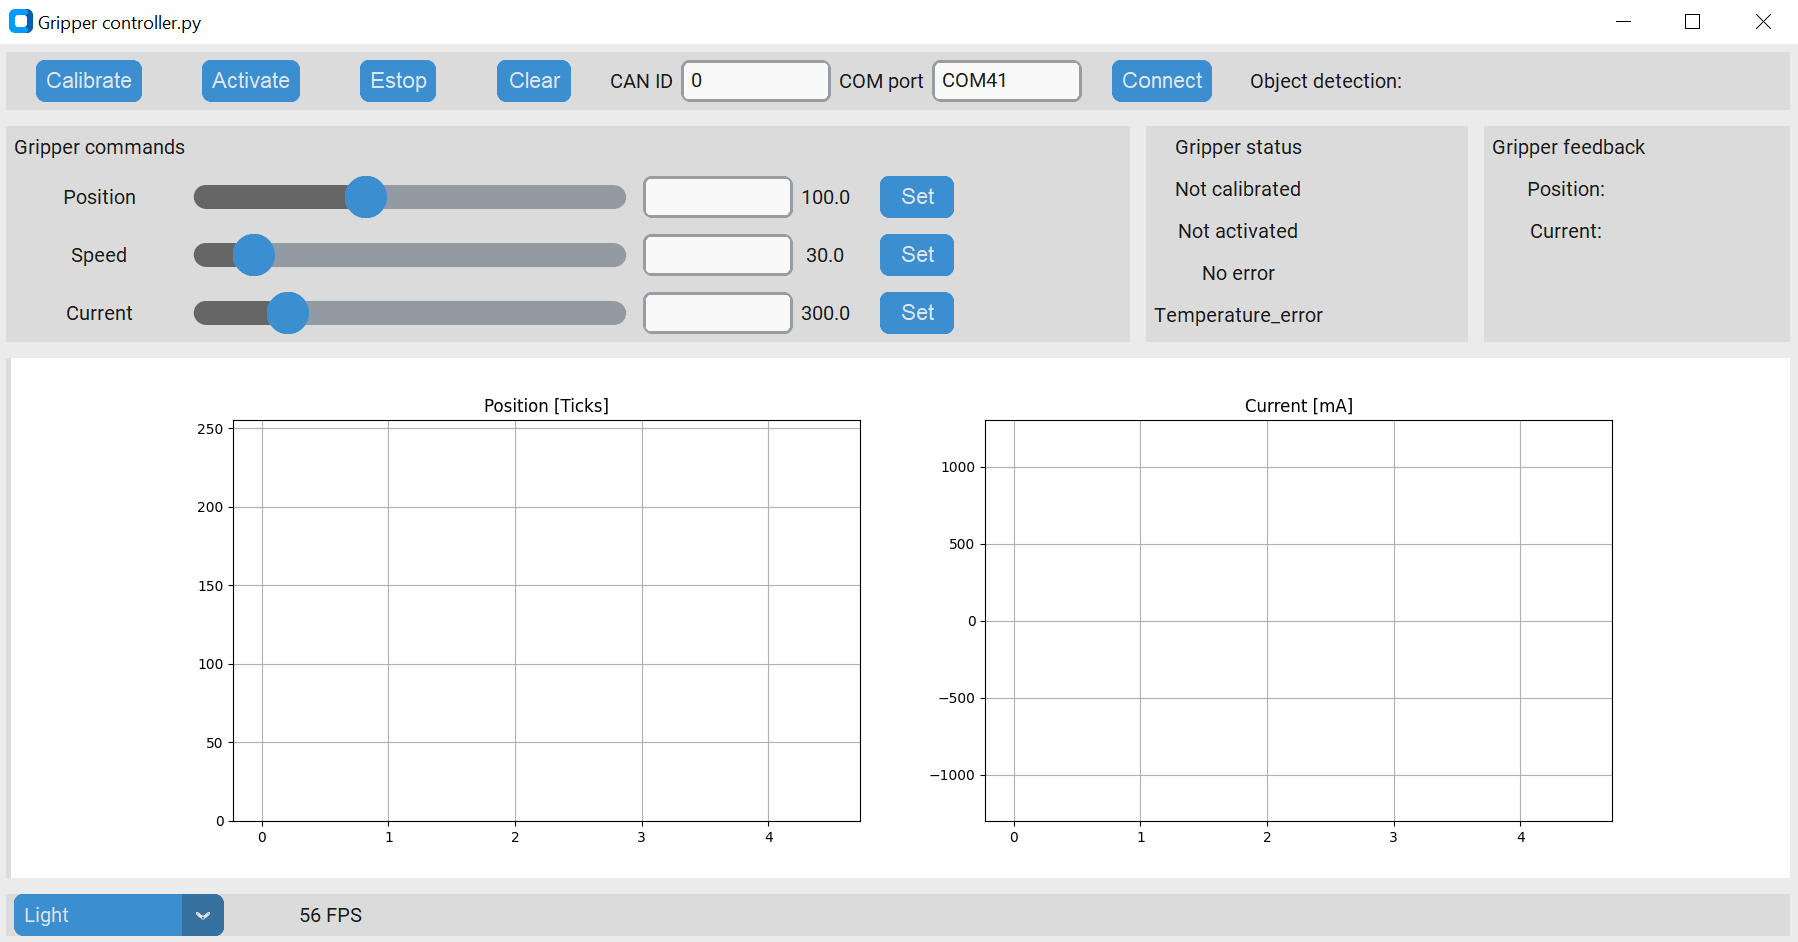 Gripper controller.py
Calibrate Activate Estop Clear CAN ID 0 COM port COM41 Connect Object detection:
Gripper commands
Position 100.0 Set
Speed 30.0 Set
Current 300.0 Set
Gripper status
Not calibrated
Not activated
No error
Temperature_error
Gripper feedback
Position:
Current:
Position [Ticks]
250
200
150
100
50
0
0 1 2 3 4
Current [mA]
1000
500
0
−500
−1000
0 1 2 3 4
Light 56 FPS